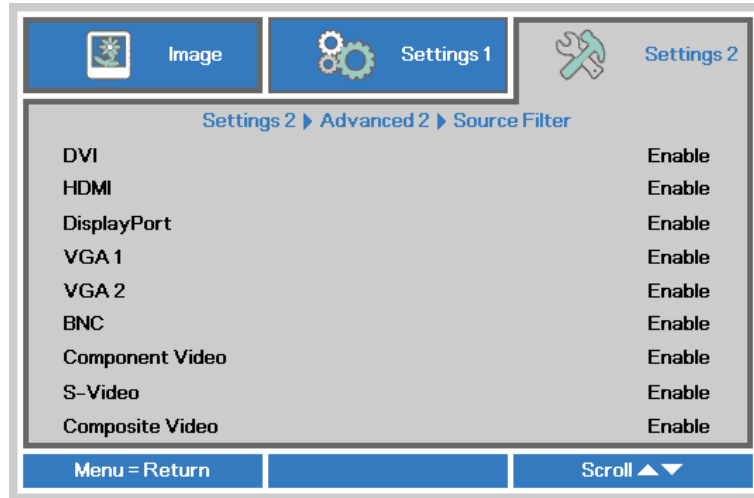 Image Settings 1 Settings 2
Settings 2 ▶ Advanced 2 ▶ Source Filter
DVI Enable
HDMI Enable
DisplayPort Enable
VGA 1 Enable
VGA 2 Enable
BNC Enable
Component Video Enable
S-Video Enable
Composite Video Enable
Menu = Return Scroll ▲▼